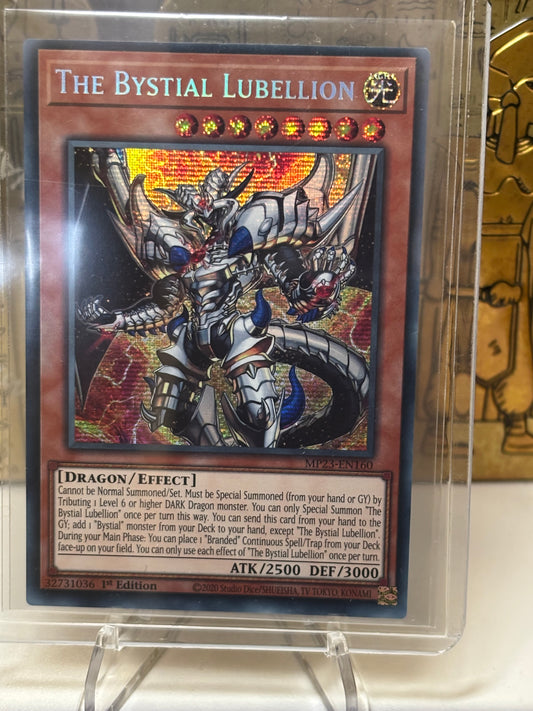 THE BYSTIAL LUBELLION 光
MP23-EN160
[DRAGON/EFFECT]
Cannot be Normal Summoned/Set. Must be Special Summoned (from your hand or GY) by
Tributing 1 Level 6 or higher DARK Dragon monster. You can only Special Summon "The
Bystial Lubellion" once per turn this way. You can send this card from your hand to the
GY; add 1 "Bystial" monster from your Deck to your hand, except "The Bystial Lubellion".
During your Main Phase: You can place 1 "Branded" Continuous Spell/Trap from your Deck
face-up on your field. You can only use each effect of "The Bystial Lubellion" once per turn.
ATK/2500 DEF/3000
32731036 1st Edition ©2020 Studio Dice/SHUEISHA, TV TOKYO, KONAMI